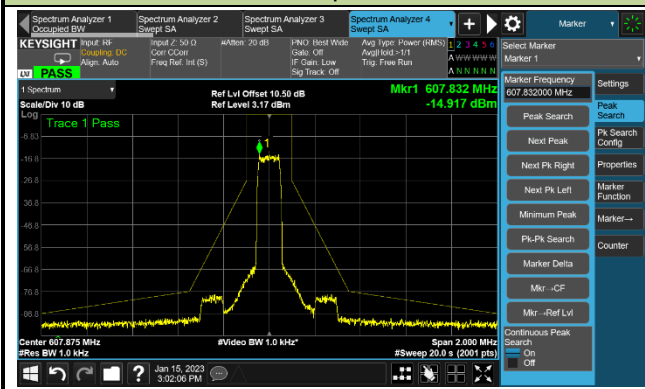 Spectrum Analyzer 1
Occupied BW
Spectrum Analyzer 2
Swept SA
Spectrum Analyzer 3
Swept SA
Spectrum Analyzer 4
Swept SA
Marker
KEYSIGHT
Input: RF
Coupling: DC
Align: Auto
Input Z: 50 Ω
Corr CCorr
Freq Ref: Int (S)
#Atten: 20 dB
PNO: Best Wide
Gate: Off
IF Gain: Low
Sig Track: Off
Avg Type: Power (RMS)
Avg|Hold:>1/1
Trig: Free Run
1 2 3 4 5 6
A W W W W W
A N N N N N
LXI PASS
Select Marker
Marker 1
1 Spectrum
Scale/Div 10 dB
Ref Lvl Offset 10.50 dB
Ref Level 3.17 dBm
Mkr1 607.832 MHz
-14.917 dBm
Log
Trace 1 Pass
1
-6.83
-16.8
-26.8
-36.8
-46.8
-56.8
-66.8
-76.8
-86.8
Center 607.875 MHz
#Res BW 1.0 kHz
#Video BW 1.0 kHz*
Span 2.000 MHz
#Sweep 20.0 s (2001 pts)
Marker Frequency
607.832000 MHz
Peak Search
Next Peak
Next Pk Right
Next Pk Left
Minimum Peak
Pk-Pk Search
Marker Delta
Mkr→CF
Mkr→Ref Lvl
Continuous Peak
Search
On
Off
Settings
Peak
Search
Pk Search
Config
Properties
Marker
Function
Marker→
Counter
Jan 15, 2023
3:02:06 PM